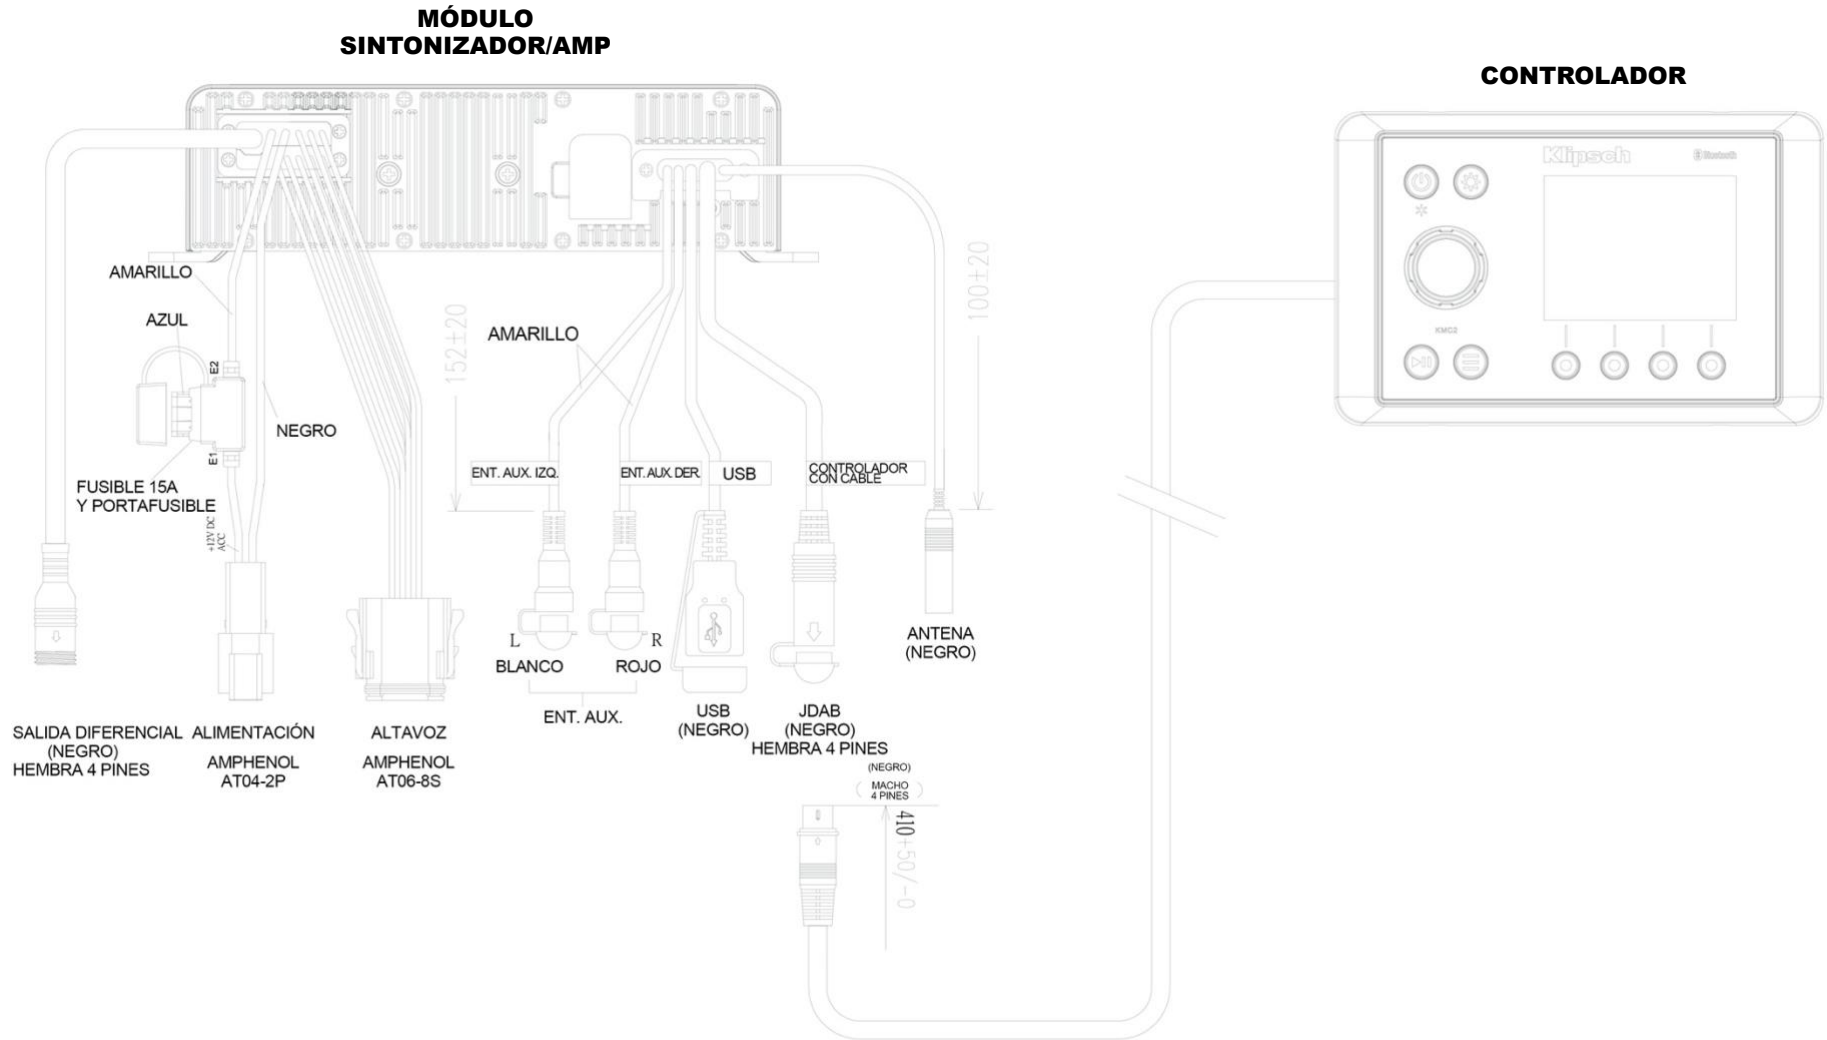 MÓDULO
SINTONIZADOR/AMP
CONTROLADOR
Klipsch
Bluetooth
KMC2
AMARILLO
AZUL
E2
NEGRO
E1
FUSIBLE 15A
Y PORTAFUSIBLE
+12V DC
ACC
152±20
AMARILLO
100±20
ENT. AUX. IZQ.
ENT. AUX. DER.
USB
CONTROLADOR
CON CABLE
L
R
BLANCO
ROJO
ENT. AUX.
USB
(NEGRO)
JDAB
(NEGRO)
HEMBRA 4 PINES
ANTENA
(NEGRO)
SALIDA DIFERENCIAL
(NEGRO)
HEMBRA 4 PINES
ALIMENTACIÓN
AMPHENOL
AT04-2P
ALTAVOZ
AMPHENOL
AT06-8S
(NEGRO)
( MACHO
4 PINES )
410+50/-0